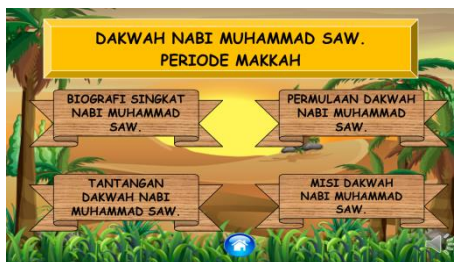 DAKWAH NABI MUHAMMAD SAW.
PERIODE MAKKAH
BIOGRAFI SINGKAT
NABI MUHAMMAD
SAW.
PERMULAAN DAKWAH
NABI MUHAMMAD
SAW.
TANTANGAN
DAKWAH NABI
MUHAMMAD SAW.
MISI DAKWAH
NABI MUHAMMAD
SAW.